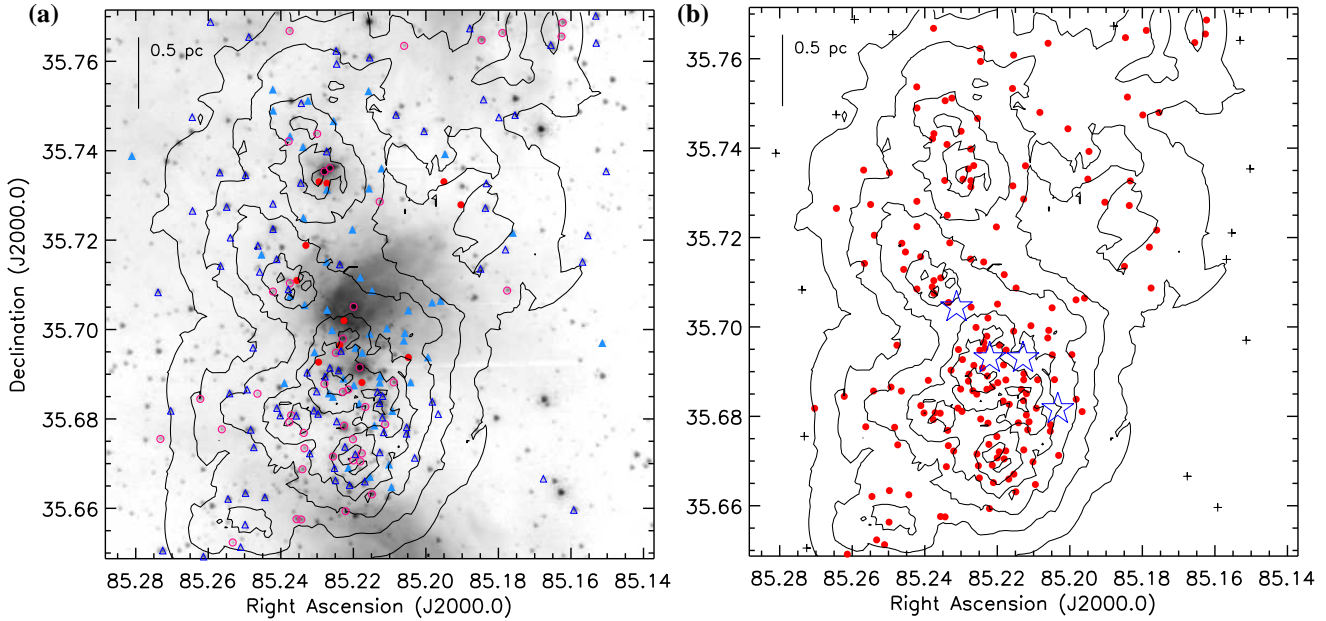 (a)
0.5 pc
35.76
35.74
35.72
35.70
35.68
35.66
Declination (J2000.0)
85.28 85.26 85.24 85.22 85.20 85.18 85.16 85.14
Right Ascension (J2000.0)
(b)
0.5 pc
35.76
35.74
35.72
35.70
35.68
35.66
85.28 85.26 85.24 85.22 85.20 85.18 85.16 85.14
Right Ascension (J2000.0)